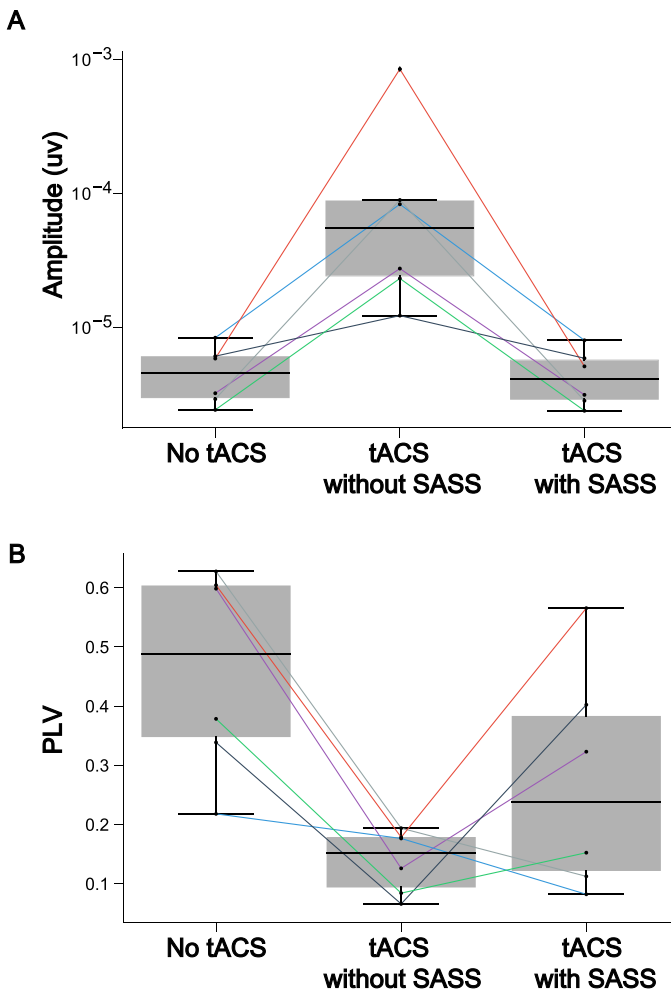 A
10⁻³
10⁻⁴
10⁻⁵
Amplitude (uv)
No tACS
tACS
without SASS
tACS
with SASS
B
0.6
0.5
0.4
0.3
0.2
0.1
PLV
No tACS
tACS
without SASS
tACS
with SASS